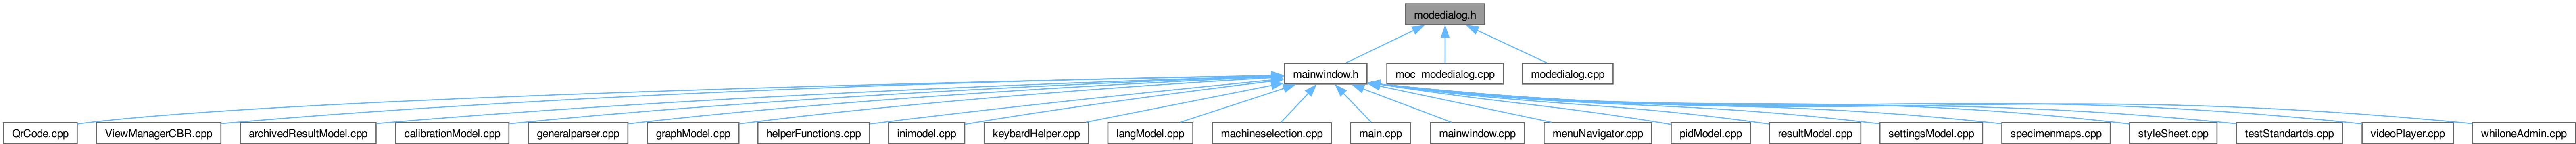 modedialog.h
mainwindow.h
moc_modedialog.cpp
modedialog.cpp
QrCode.cpp
ViewManagerCBR.cpp
archivedResultModel.cpp
calibrationModel.cpp
generalparser.cpp
graphModel.cpp
helperFunctions.cpp
inimodel.cpp
keybardHelper.cpp
langModel.cpp
machineselection.cpp
main.cpp
mainwindow.cpp
menuNavigator.cpp
pidModel.cpp
resultModel.cpp
settingsModel.cpp
specimenmaps.cpp
styleSheet.cpp
testStandartds.cpp
videoPlayer.cpp
whiloneAdmin.cpp